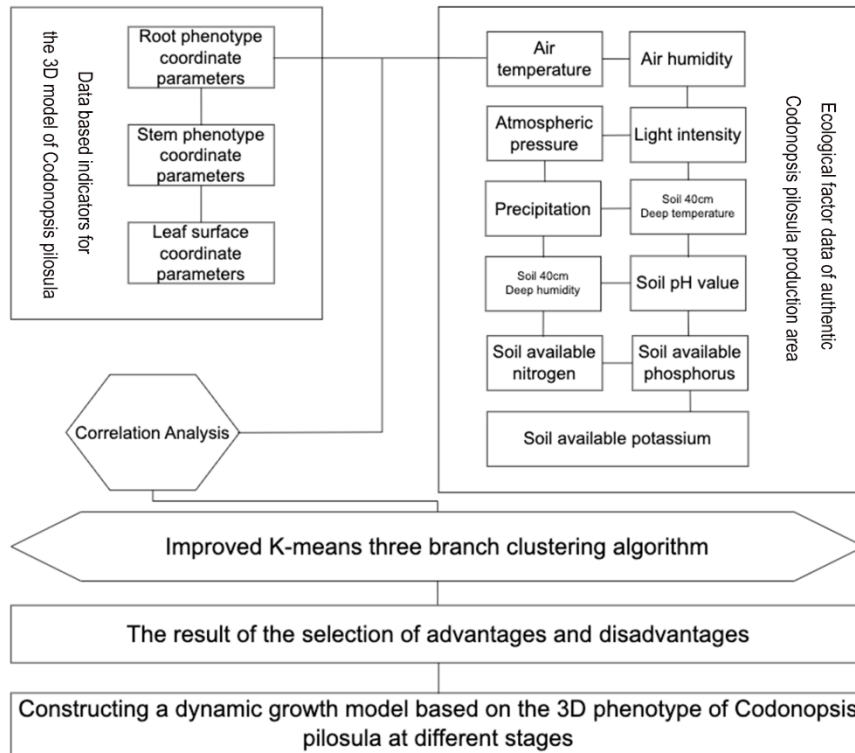 Data based indicators for
the 3D model of Codonopsis pilosula
Root phenotype
coordinate
parameters
Stem phenotype
coordinate
parameters
Leaf surface
coordinate
parameters
Air
temperature
Air humidity
Atmospheric
pressure
Light intensity
Precipitation
Soil 40cm
Deep temperature
Soil 40cm
Deep humidity
Soil pH value
Soil available
nitrogen
Soil available
phosphorus
Soil available potassium
Ecological factor data of authentic
Codonopsis pilosula production area
Correlation Analysis
Improved K-means three branch clustering algorithm
The result of the selection of advantages and disadvantages
Constructing a dynamic growth model based on the 3D phenotype of Codonopsis
pilosula at different stages